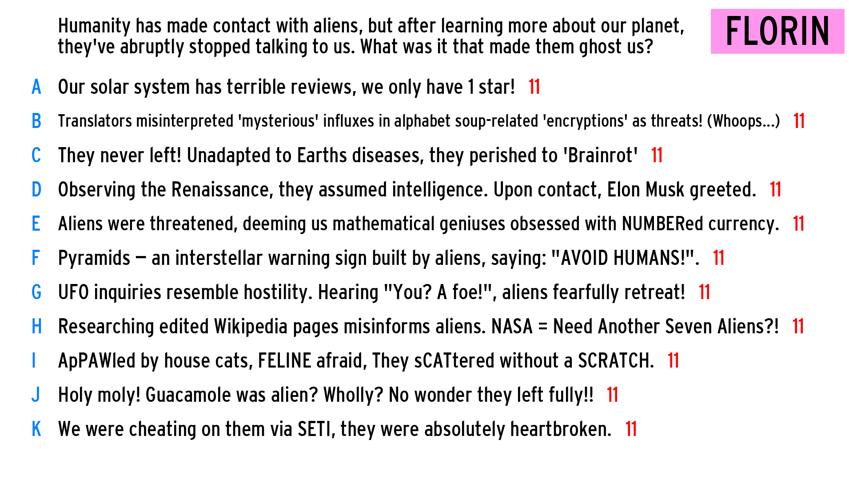 Humanity has made contact with aliens, but after learning more about our planet,
they've abruptly stopped talking to us. What was it that made them ghost us?
FLORIN
A Our solar system has terrible reviews, we only have 1 star! 11
B Translators misinterpreted 'mysterious' influxes in alphabet soup-related 'encryptions' as threats! (Whoops...) 11
C They never left! Unadapted to Earths diseases, they perished to 'Brainrot' 11
D Observing the Renaissance, they assumed intelligence. Upon contact, Elon Musk greeted. 11
E Aliens were threatened, deeming us mathematical geniuses obsessed with NUMBERed currency. 11
F Pyramids – an interstellar warning sign built by aliens, saying: "AVOID HUMANS!". 11
G UFO inquiries resemble hostility. Hearing "You? A foe!", aliens fearfully retreat! 11
H Researching edited Wikipedia pages misinforms aliens. NASA = Need Another Seven Aliens?! 11
I ApPAWled by house cats, FELINE afraid, They sCATtered without a SCRATCH. 11
J Holy moly! Guacamole was alien? Wholly? No wonder they left fully!! 11
K We were cheating on them via SETI, they were absolutely heartbroken. 11